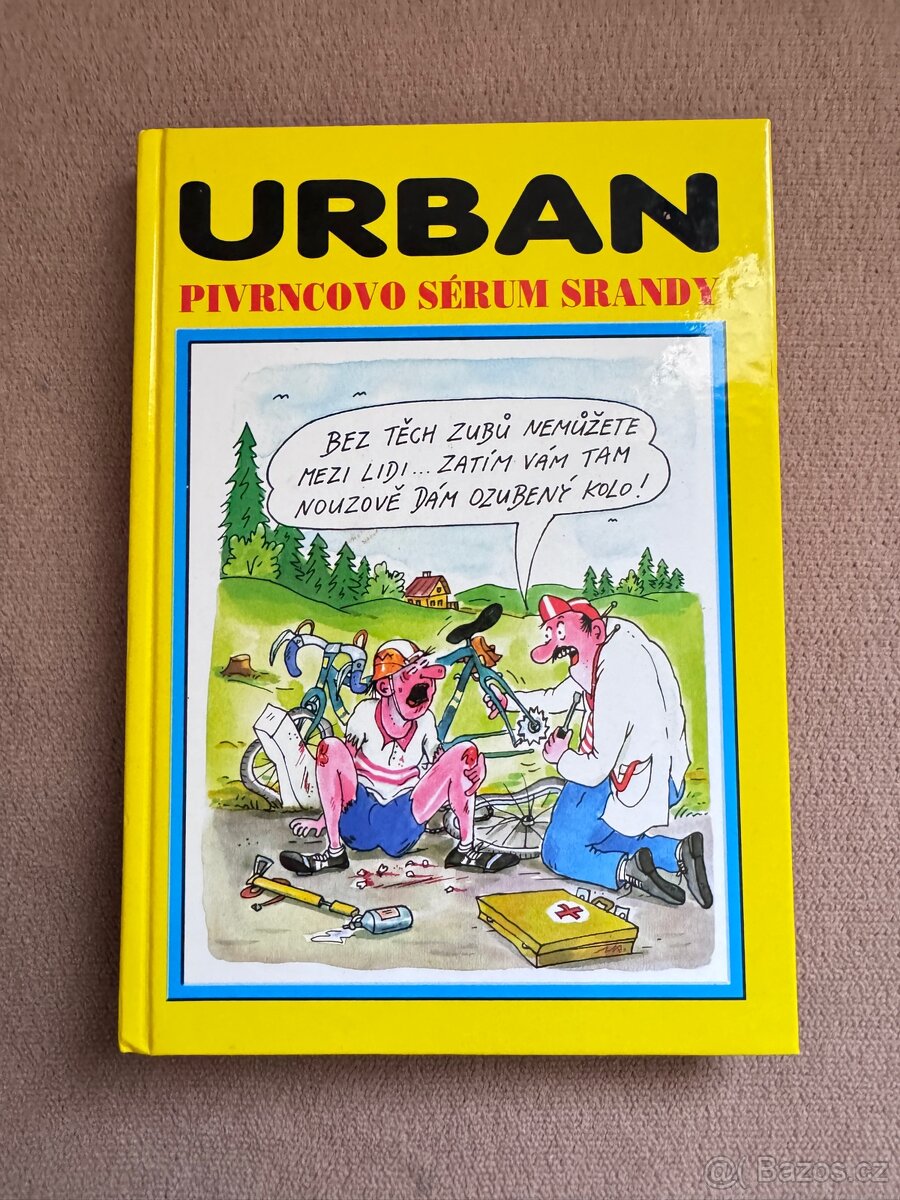 URBAN
PIVRNCOVO SÉRUM SRANDY
BEZ TĚCH ZUBŮ NEMŮŽETE
MEZI LIDI... ZATÍM VÁM TAM
NOUZOVĚ DÁM OZUBENÝ KOLO!
@( Bazos.cz